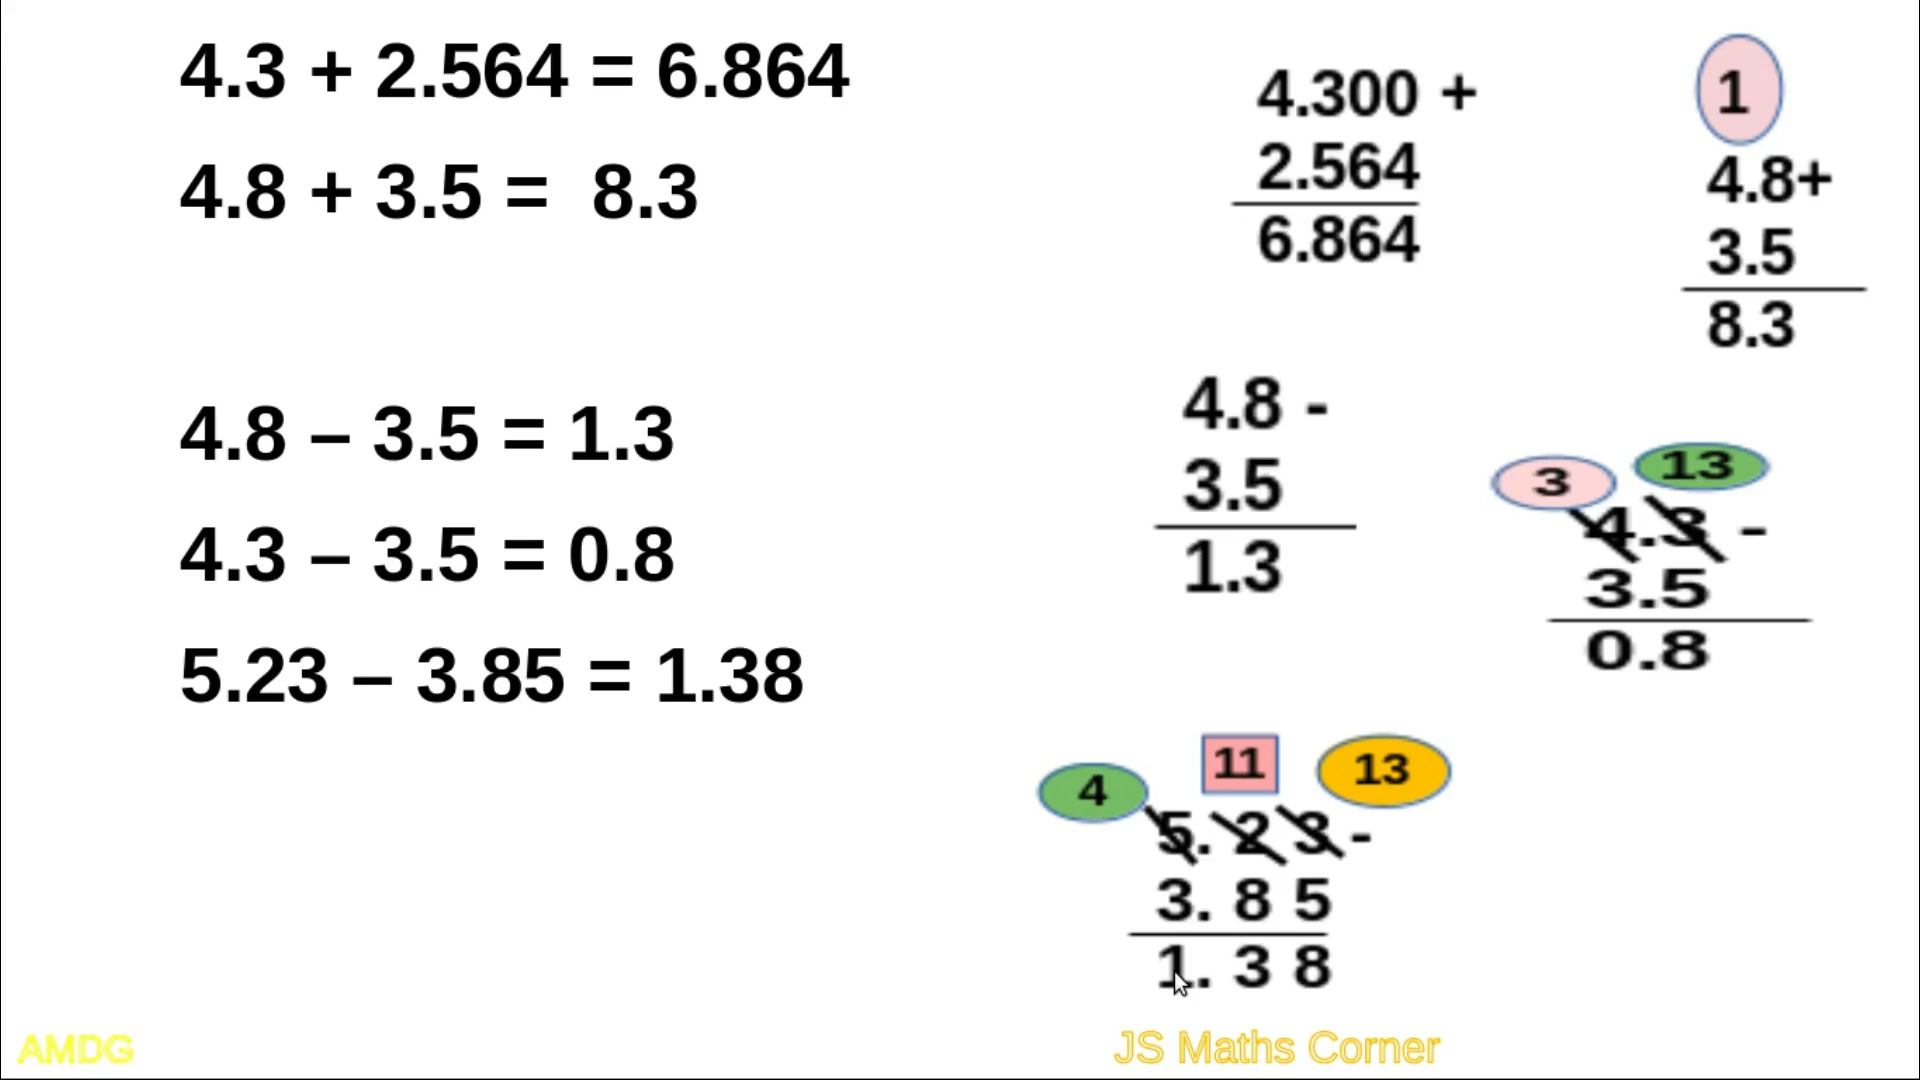 4.3 + 2.564 = 6.864
4.8 + 3.5 = 8.3
4.8 – 3.5 = 1.3
4.3 – 3.5 = 0.8
5.23 – 3.85 = 1.38
4.300 +
2.564
6.864
1
4.8+
3.5
8.3
4.8 -
3.5
1.3
3 13
4.3 -
3.5
0.8
4 11 13
5. 2 3 -
3. 8 5
1. 3 8
AMDG
JS Maths Corner